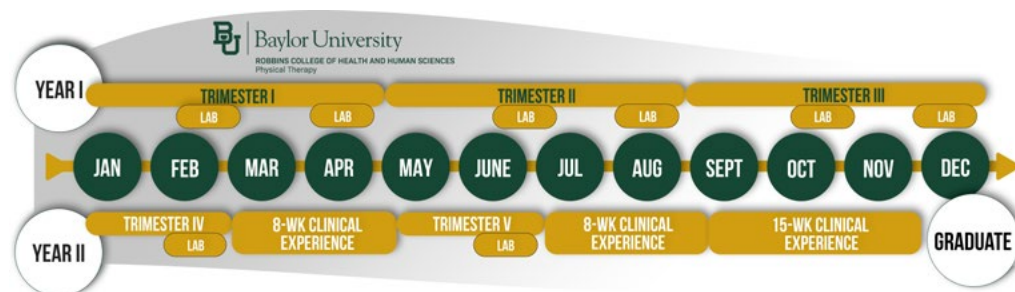 BU Baylor University
ROBBINS COLLEGE OF HEALTH AND HUMAN SCIENCES
Physical Therapy
YEAR I
TRIMESTER I
TRIMESTER II
TRIMESTER III
LAB
LAB
LAB
LAB
LAB
LAB
JAN
FEB
MAR
APR
MAY
JUNE
JUL
AUG
SEPT
OCT
NOV
DEC
YEAR II
TRIMESTER IV
LAB
8-WK CLINICAL
EXPERIENCE
TRIMESTER V
LAB
8-WK CLINICAL
EXPERIENCE
15-WK CLINICAL
EXPERIENCE
GRADUATE